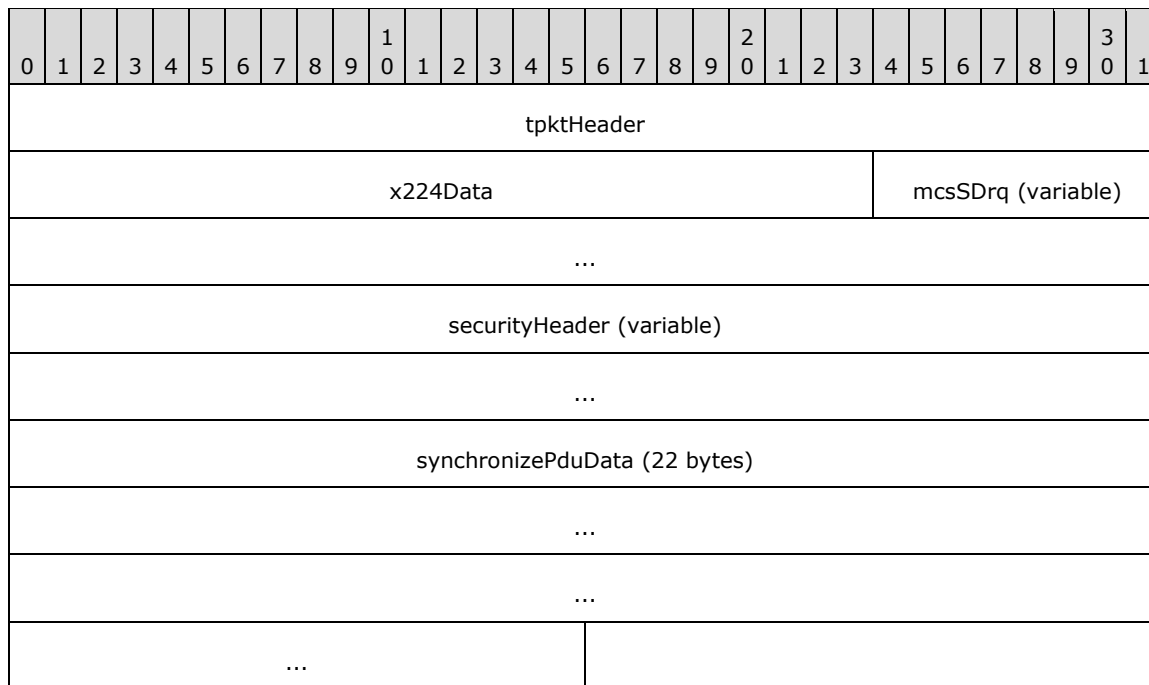 1 2 3
0 1 2 3 4 5 6 7 8 9 0 1 2 3 4 5 6 7 8 9 0 1 2 3 4 5 6 7 8 9 0 1
tpktHeader
x224Data mcsSDrq (variable)
...
securityHeader (variable)
...
synchronizePduData (22 bytes)
...
...
...